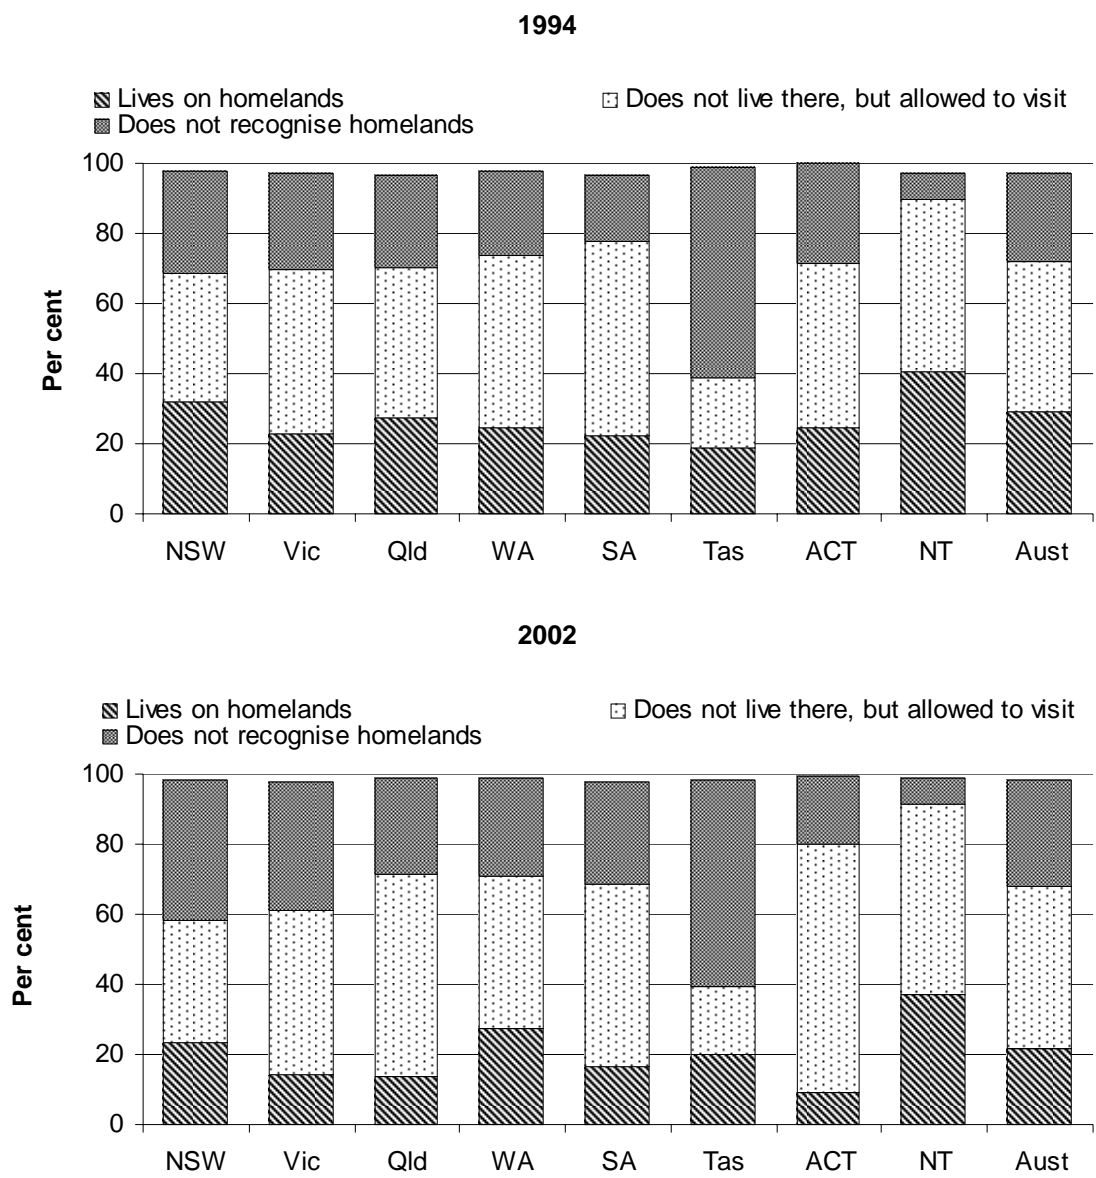 1994
Lives on homelands
Does not live there, but allowed to visit
Does not recognise homelands
100
80
60
40
20
0
Per cent
NSW Vic Qld WA SA Tas ACT NT Aust
2002
Lives on homelands
Does not live there, but allowed to visit
Does not recognise homelands
100
80
60
40
20
0
Per cent
NSW Vic Qld WA SA Tas ACT NT Aust